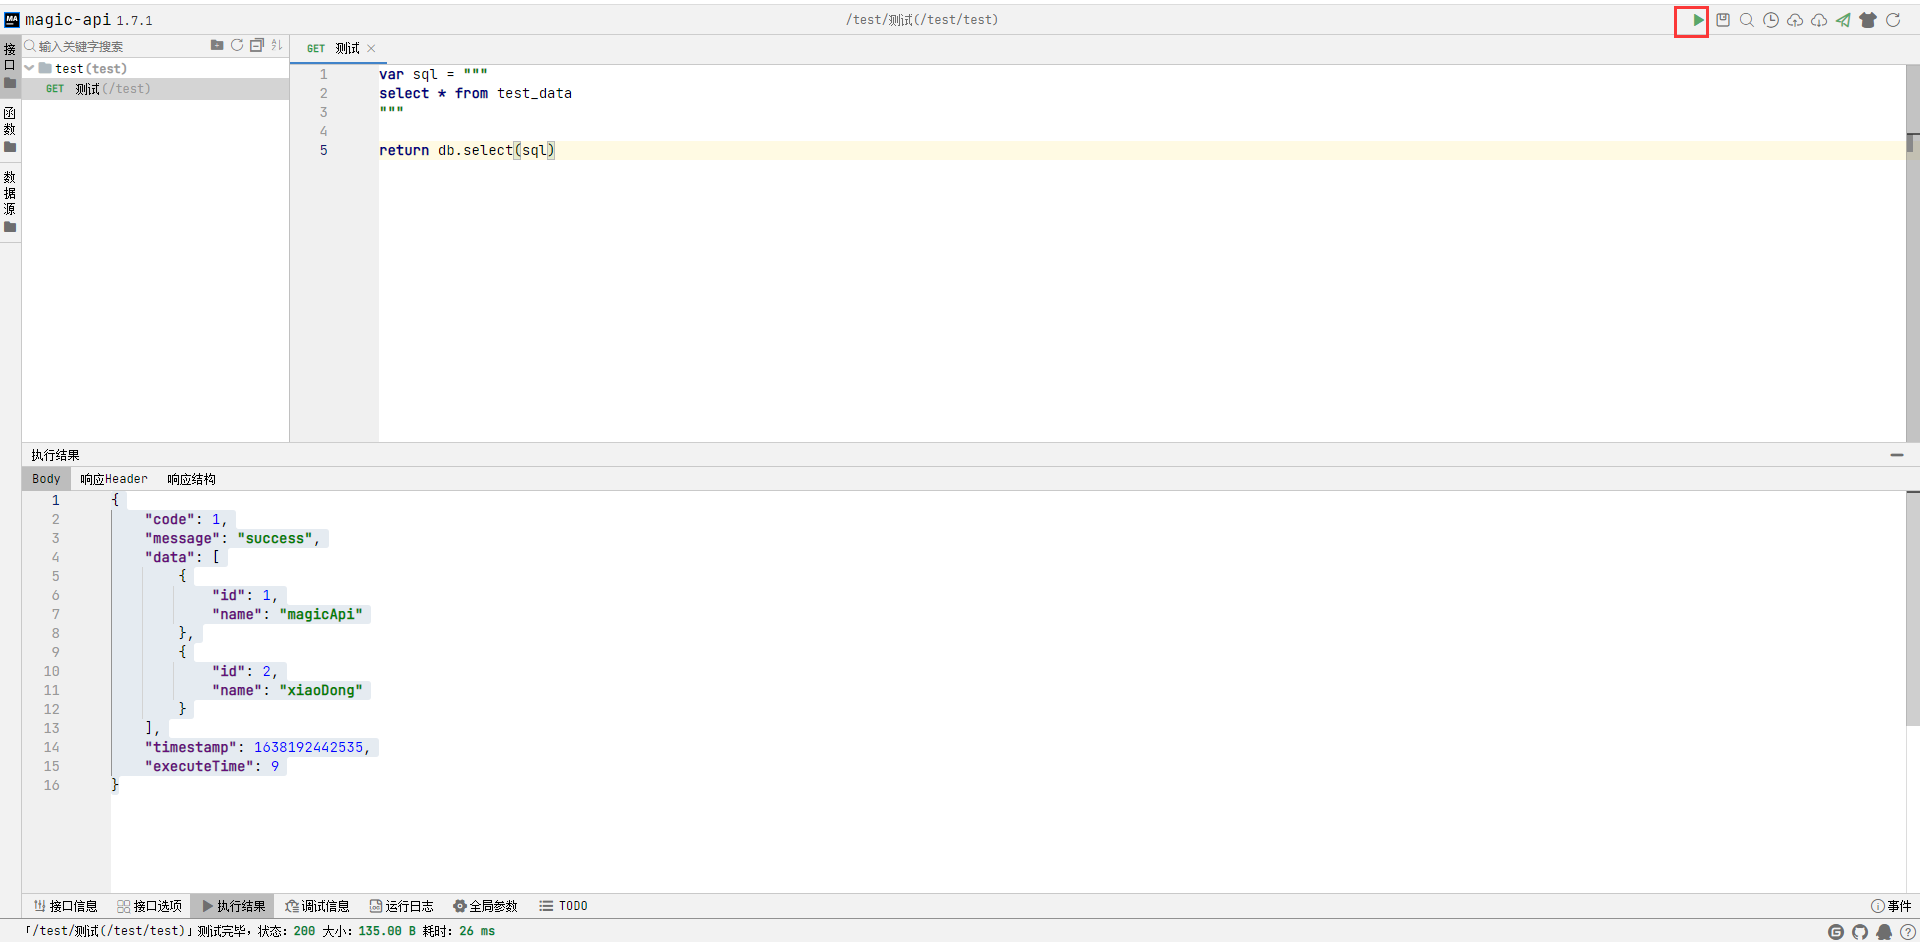 magic-api 1.7.1
/test/测试(/test/test)
接口
函数
数据源
输入关键字搜索
test(test)
GET 测试(/test)
GET 测试
1 var sql = """
2 select * from test_data
3 """
4
5 return db.select(sql)
执行结果
Body 响应Header 响应结构
1 {
2 "code": 1,
3 "message": "success",
4 "data": [
5 {
6 "id": 1,
7 "name": "magicApi"
8 },
9 {
10 "id": 2,
11 "name": "xiaoDong"
12 }
13 ],
14 "timestamp": 1638192442535,
15 "executeTime": 9
16 }
接口信息 接口选项 执行结果 调试信息 运行日志 全局参数 TODO 事件
「/test/测试(/test/test)」测试完毕，状态：200 大小：135.00 B 耗时：26 ms